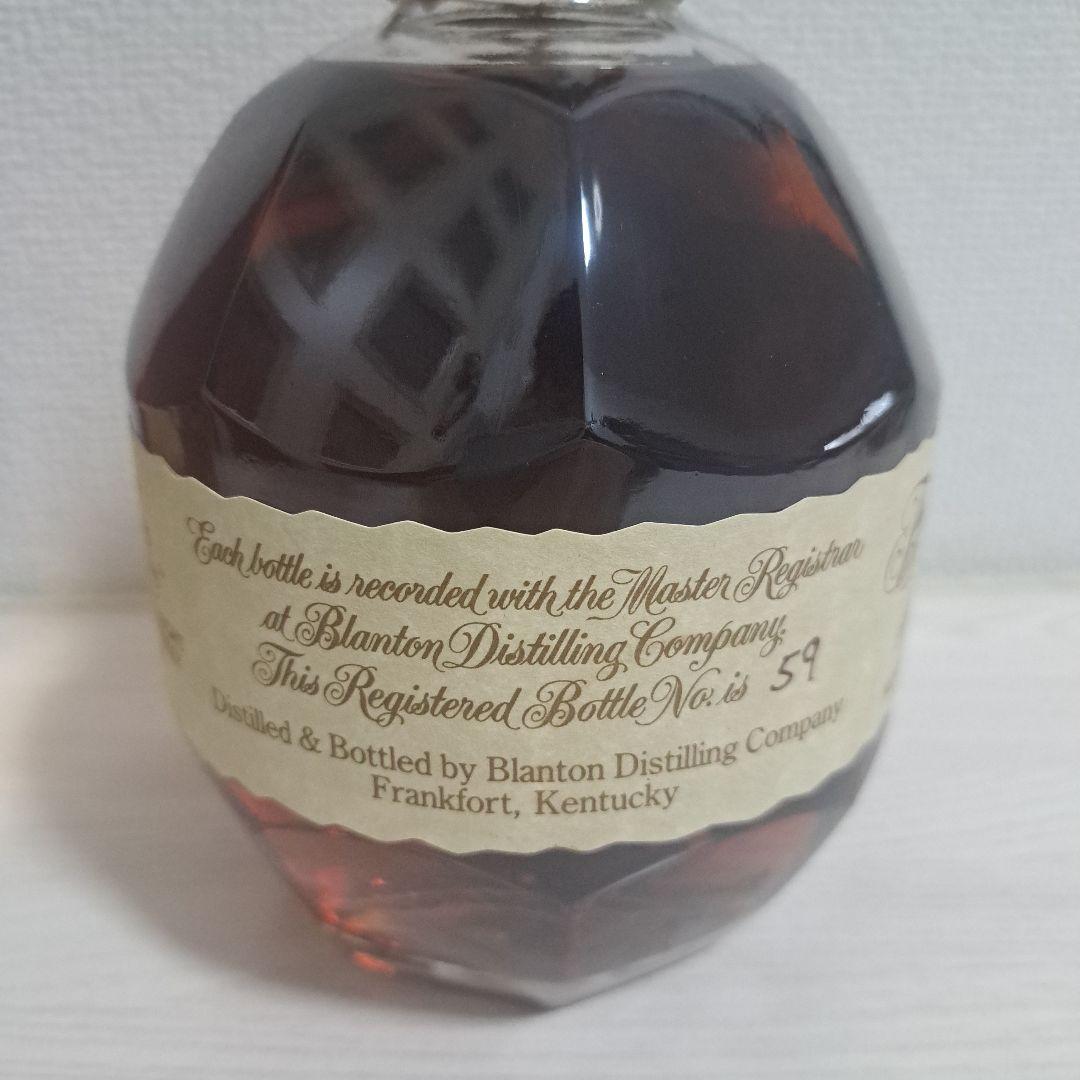 Each bottle is recorded with the Master Registrar
at Blanton Distilling Company.
This Registered Bottle No. is 59
Distilled & Bottled by Blanton Distilling Company
Frankfort, Kentucky